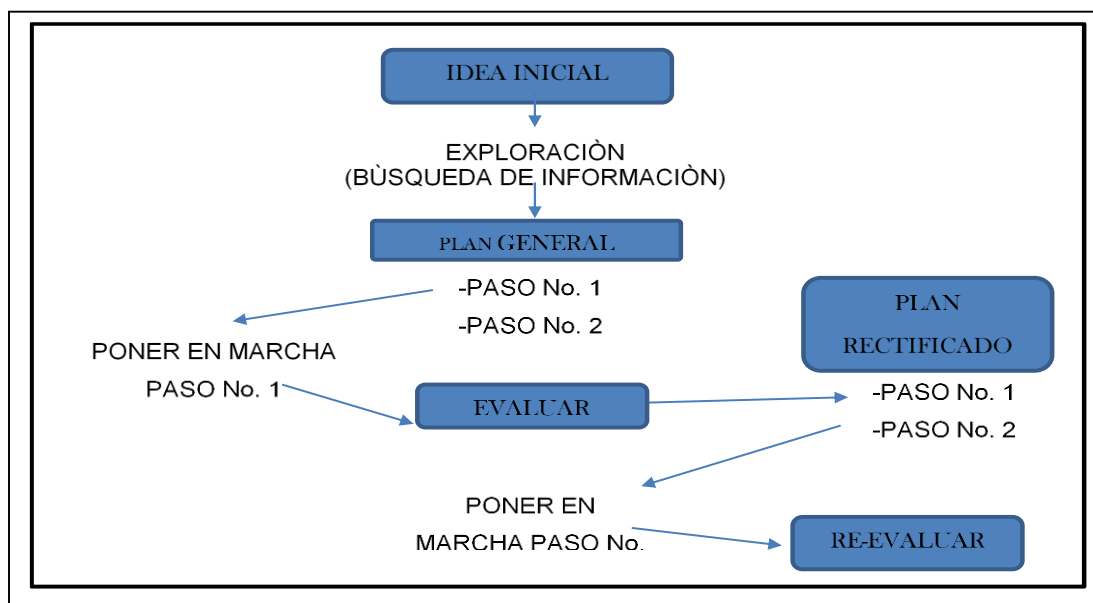 IDEA INICIAL
EXPLORACIÒN
(BÙSQUEDA DE INFORMACIÒN)
PLAN GENERAL
-PASO No. 1
-PASO No. 2
PONER EN MARCHA
PASO No. 1
EVALUAR
PLAN
RECTIFICADO
-PASO No. 1
-PASO No. 2
PONER EN
MARCHA PASO No.
RE-EVALUAR